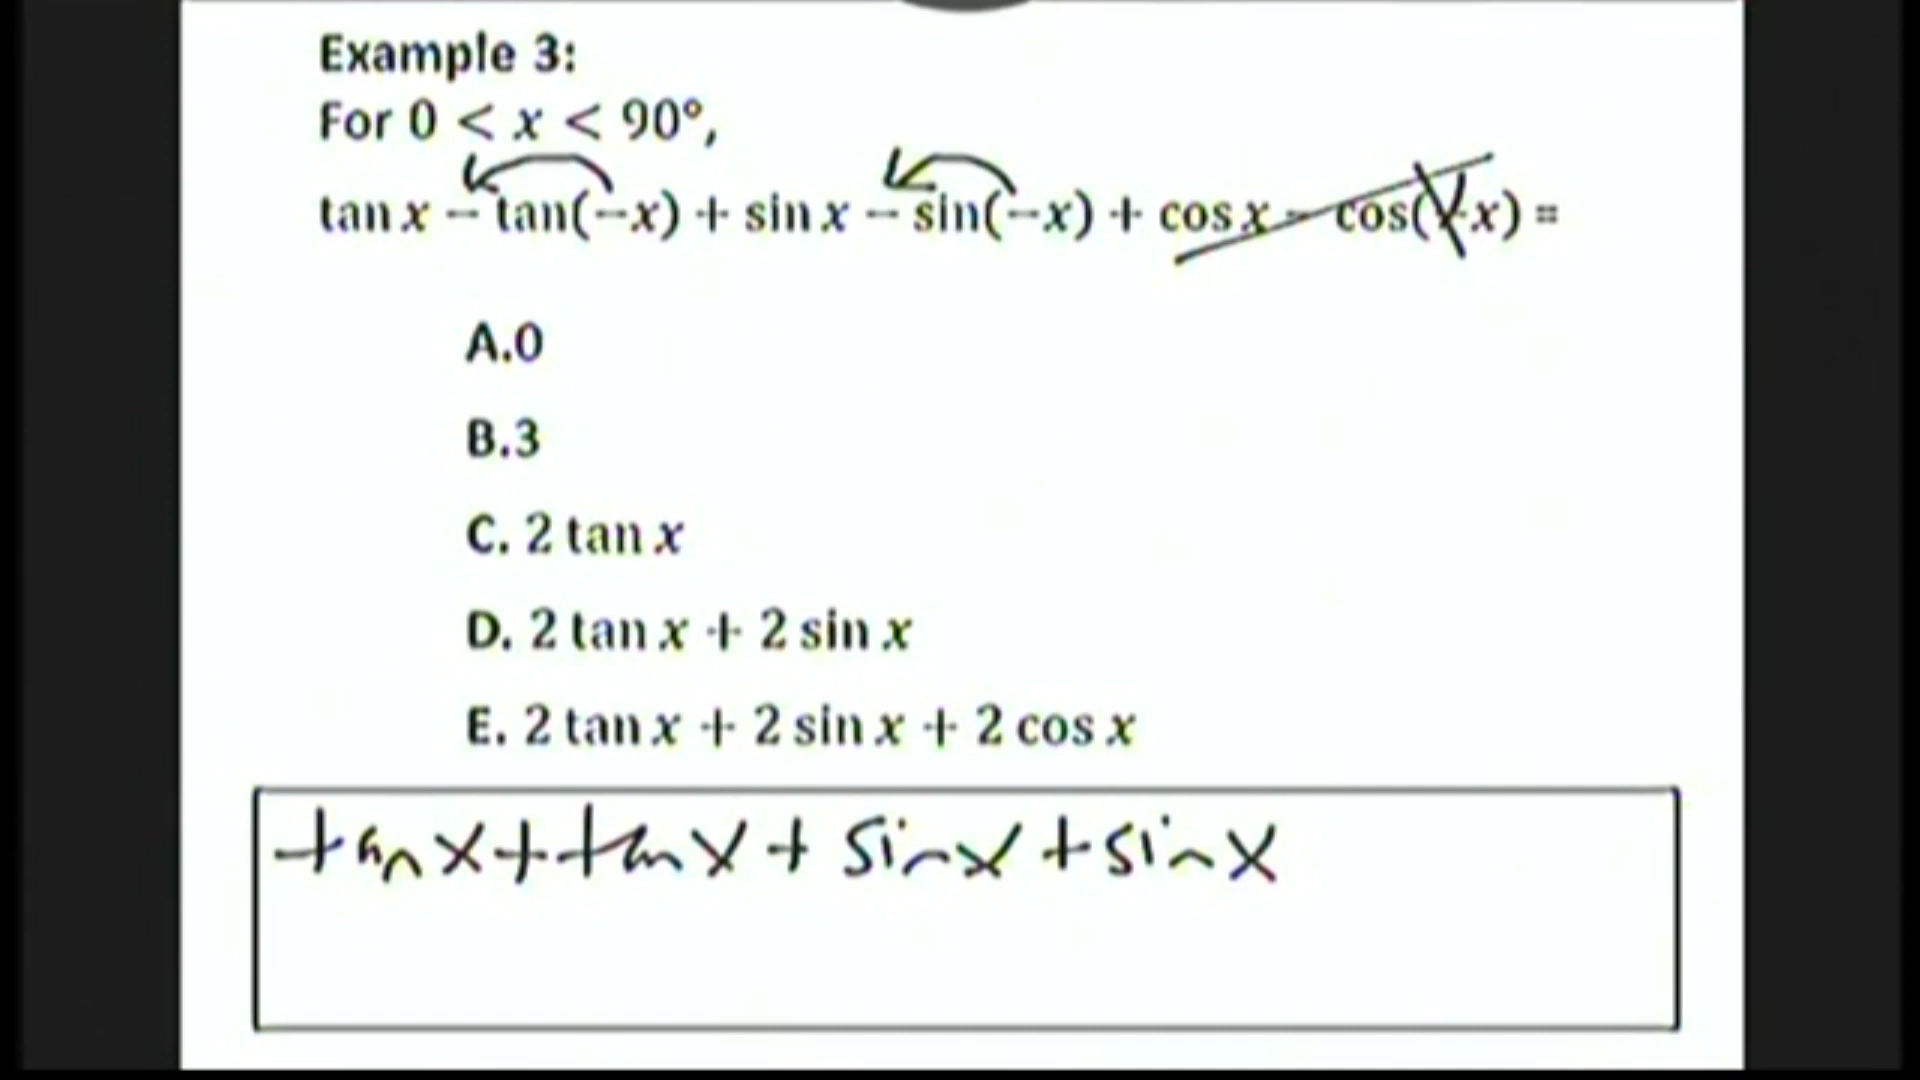 Example 3:
For 0 < x < 90°,
tan x − tan(−x) + sin x − sin(−x) + cos x − cos(−x) =
A.0
B.3
C. 2 tan x
D. 2 tan x + 2 sin x
E. 2 tan x + 2 sin x + 2 cos x
tan x + tan x + sin x + sin x